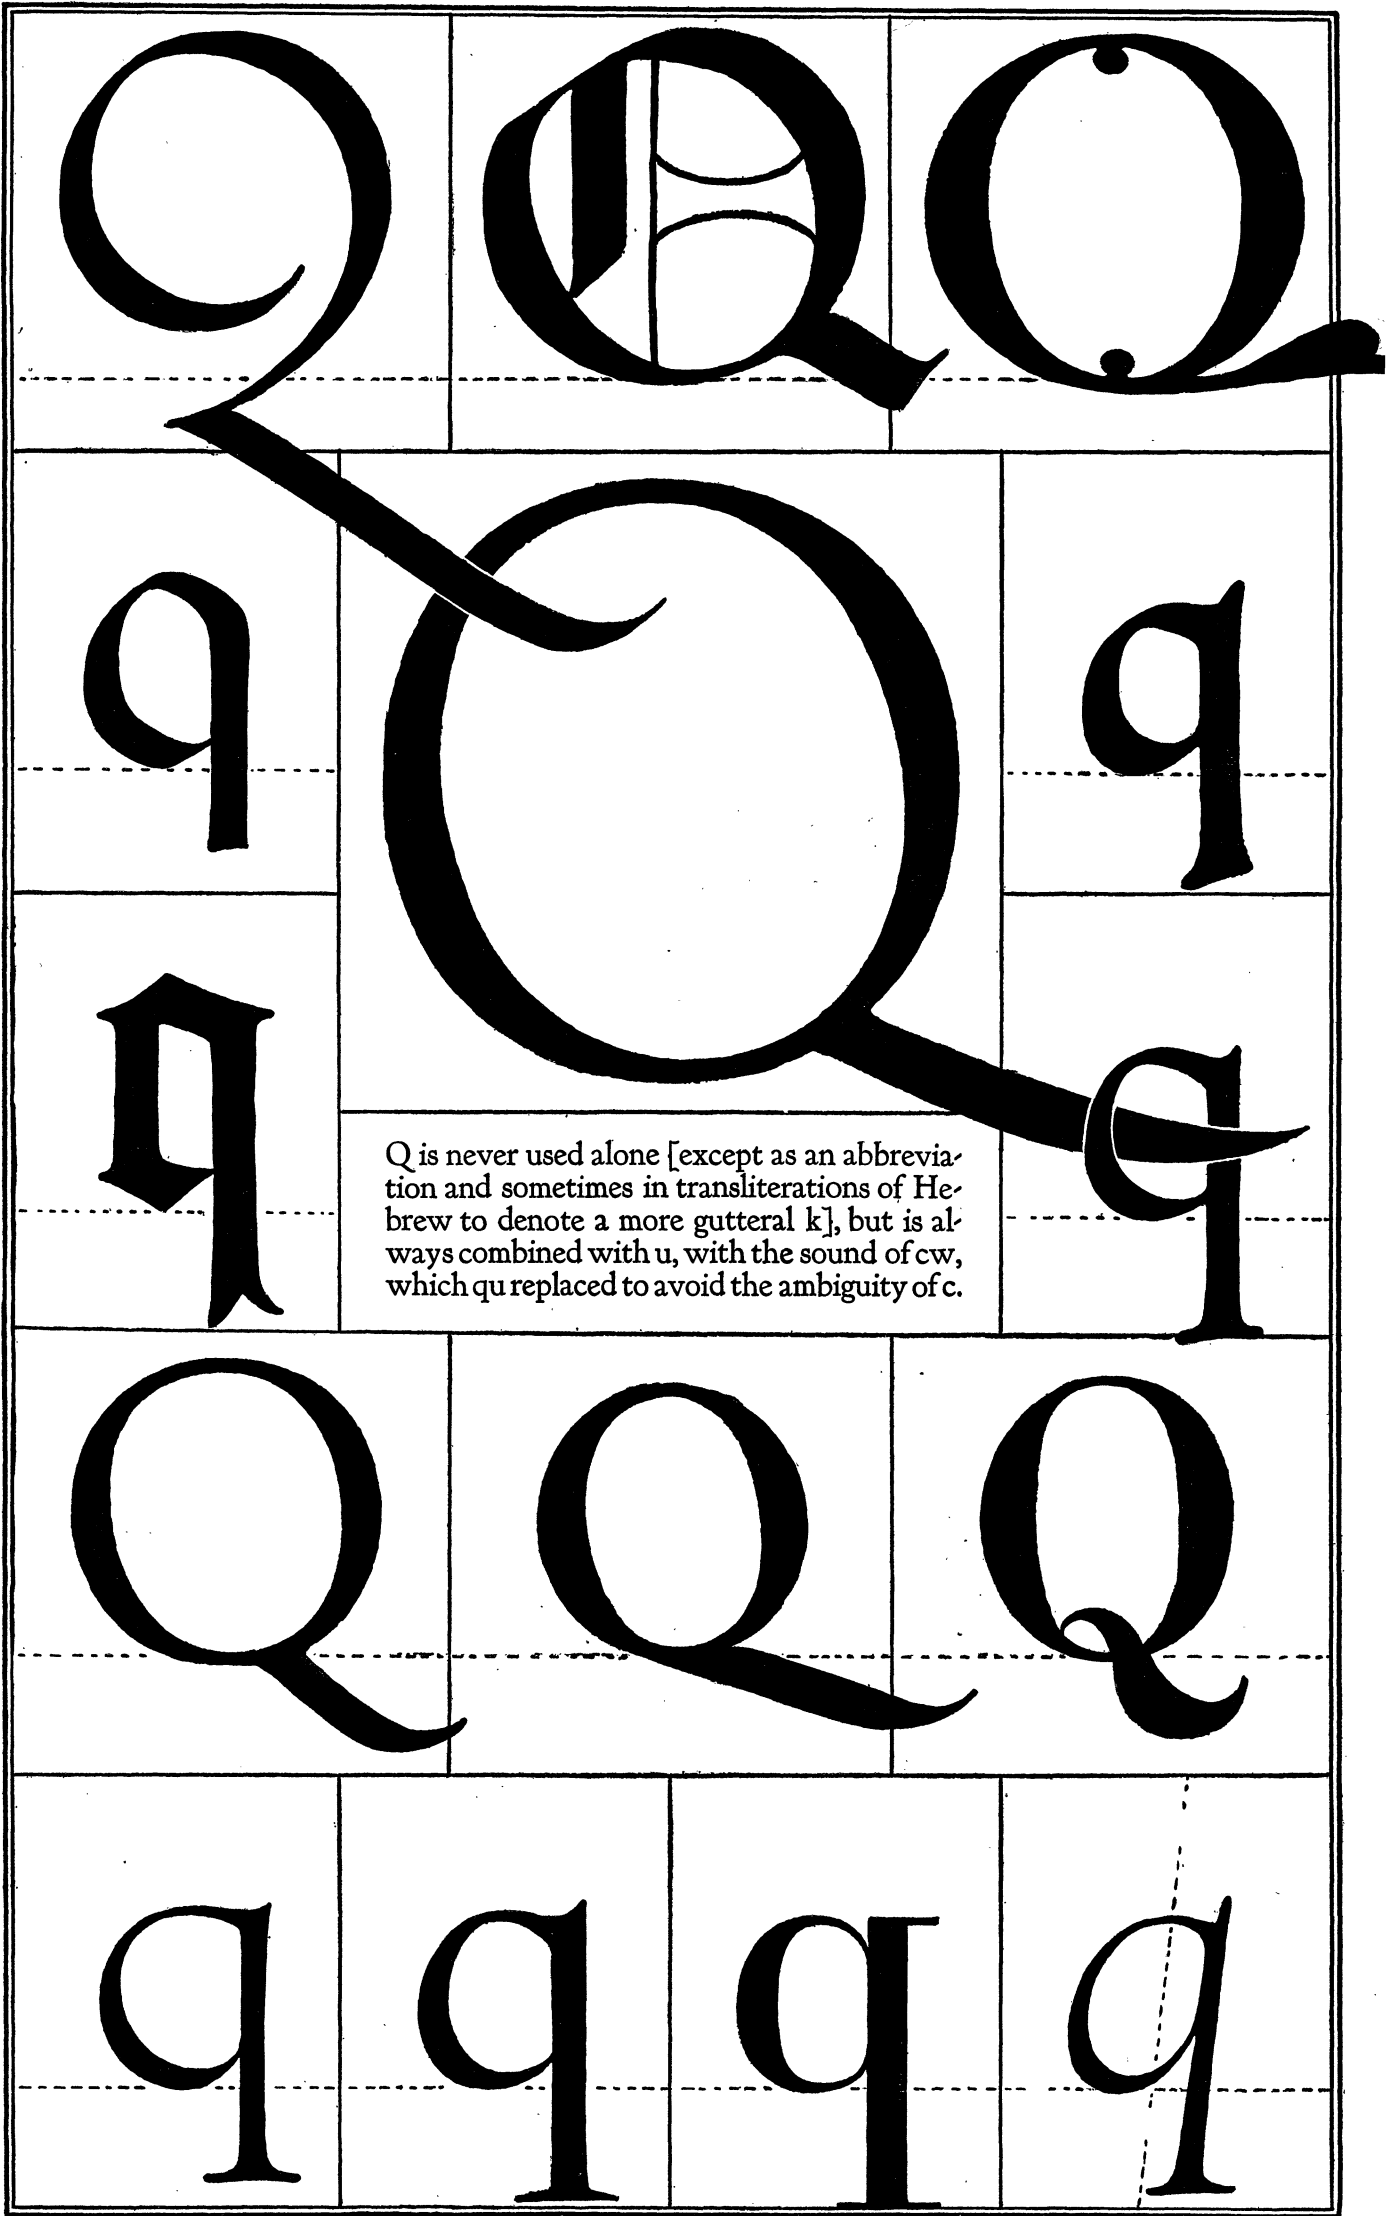 Q Q Q
q Q q
q q
Q is never used alone [except as an abbrevia-
tion and sometimes in transliterations of He-
brew to denote a more gutteral k], but is al-
ways combined with u, with the sound of cw,
which qu replaced to avoid the ambiguity of c.
Q Q Q
q q q q